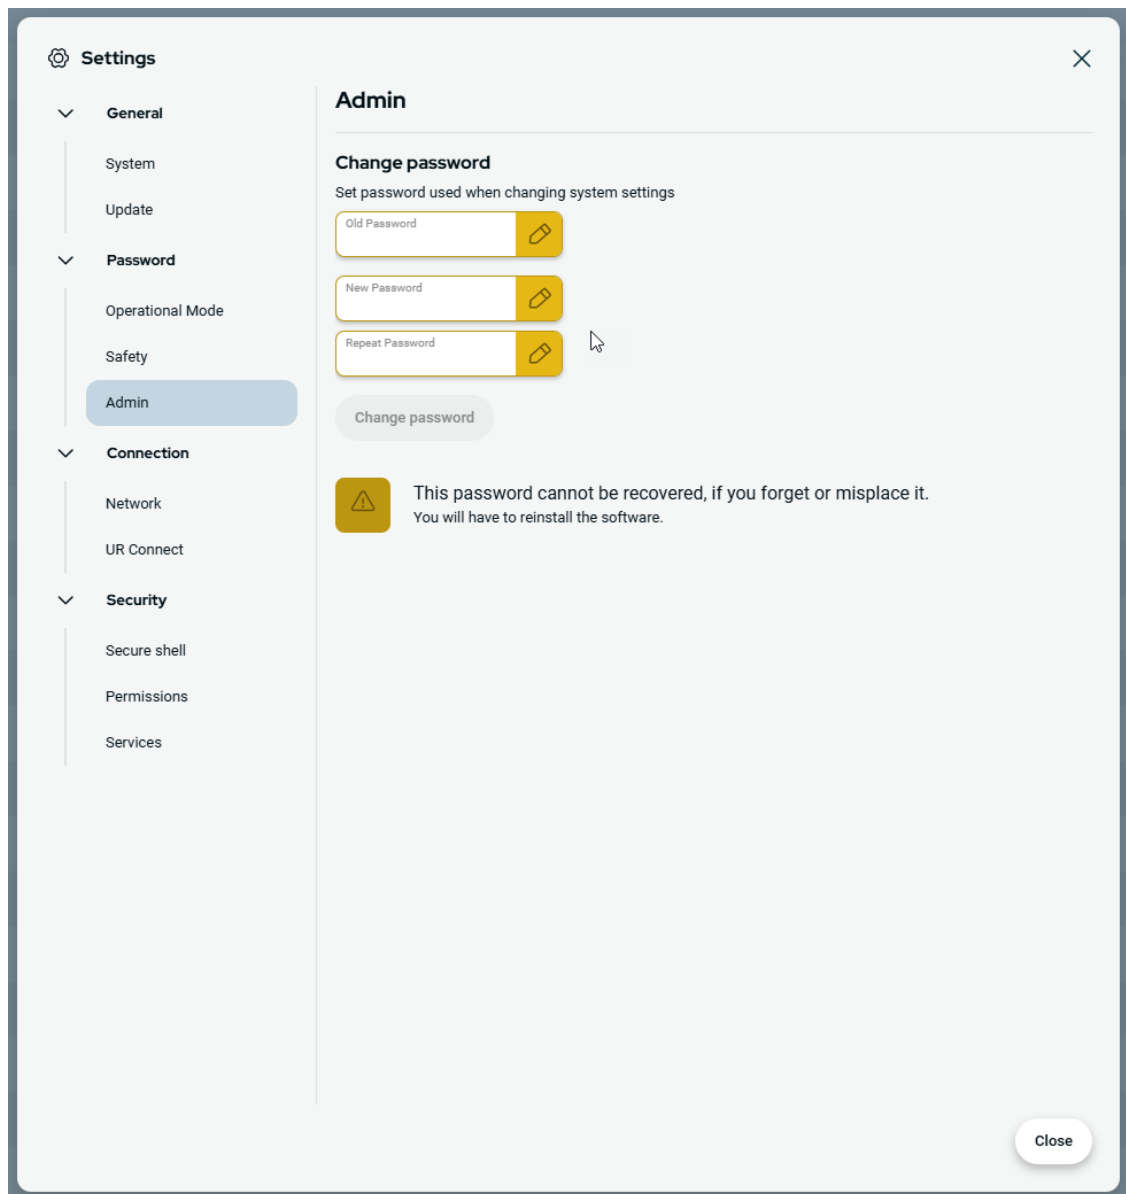 Settings
General
System
Update
Password
Operational Mode
Safety
Admin
Connection
Network
UR Connect
Security
Secure shell
Permissions
Services
Admin
Change password
Set password used when changing system settings
Old Password
New Password
Repeat Password
Change password
This password cannot be recovered, if you forget or misplace it.
You will have to reinstall the software.
Close